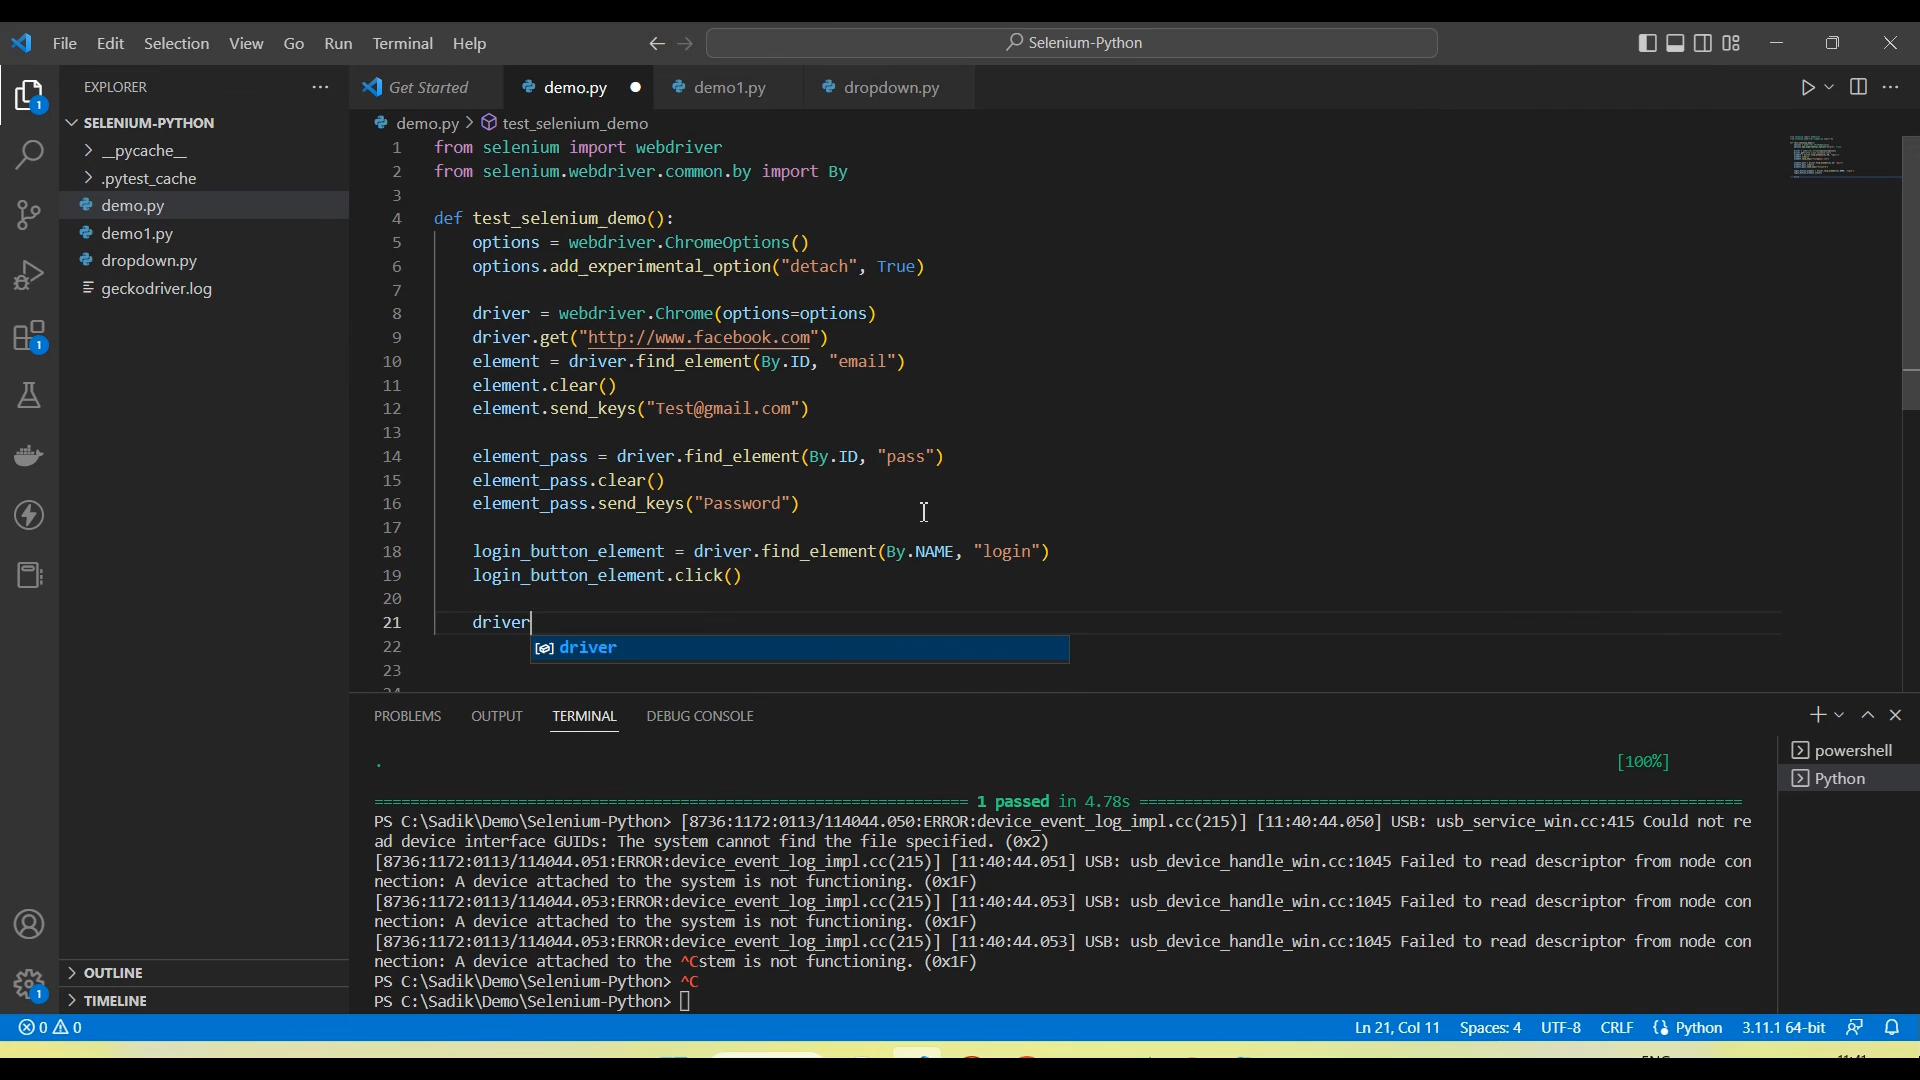 File Edit Selection View Go Run Terminal Help
Selenium-Python
EXPLORER
Get Started
demo.py
demo1.py
dropdown.py
SELENIUM-PYTHON
__pycache__
.pytest_cache
demo.py
demo1.py
dropdown.py
geckodriver.log
OUTLINE
TIMELINE
1
1
1
demo.py > test_selenium_demo
1 from selenium import webdriver
2 from selenium.webdriver.common.by import By
3
4 def test_selenium_demo():
5     options = webdriver.ChromeOptions()
6     options.add_experimental_option("detach", True)
7
8     driver = webdriver.Chrome(options=options)
9     driver.get("http://www.facebook.com")
10     element = driver.find_element(By.ID, "email")
11     element.clear()
12     element.send_keys("Test@gmail.com")
13
14     element_pass = driver.find_element(By.ID, "pass")
15     element_pass.clear()
16     element_pass.send_keys("Password")
17
18     login_button_element = driver.find_element(By.NAME, "login")
19     login_button_element.click()
20
21     driver
22 driver
23
PROBLEMS OUTPUT TERMINAL DEBUG CONSOLE
powershell
Python
. [100%]
====== 1 passed in 4.78s ======
PS C:\Sadik\Demo\Selenium-Python> [8736:1172:0113/114044.050:ERROR:device_event_log_impl.cc(215)] [11:40:44.050] USB: usb_service_win.cc:415 Could not re
ad device interface GUIDs: The system cannot find the file specified. (0x2)
[8736:1172:0113/114044.051:ERROR:device_event_log_impl.cc(215)] [11:40:44.051] USB: usb_device_handle_win.cc:1045 Failed to read descriptor from node con
nection: A device attached to the system is not functioning. (0x1F)
[8736:1172:0113/114044.053:ERROR:device_event_log_impl.cc(215)] [11:40:44.053] USB: usb_device_handle_win.cc:1045 Failed to read descriptor from node con
nection: A device attached to the system is not functioning. (0x1F)
[8736:1172:0113/114044.053:ERROR:device_event_log_impl.cc(215)] [11:40:44.053] USB: usb_device_handle_win.cc:1045 Failed to read descriptor from node con
nection: A device attached to the ^Cstem is not functioning. (0x1F)
PS C:\Sadik\Demo\Selenium-Python> ^C
PS C:\Sadik\Demo\Selenium-Python>
0 0 Ln 21, Col 11 Spaces: 4 UTF-8 CRLF Python 3.11.1 64-bit